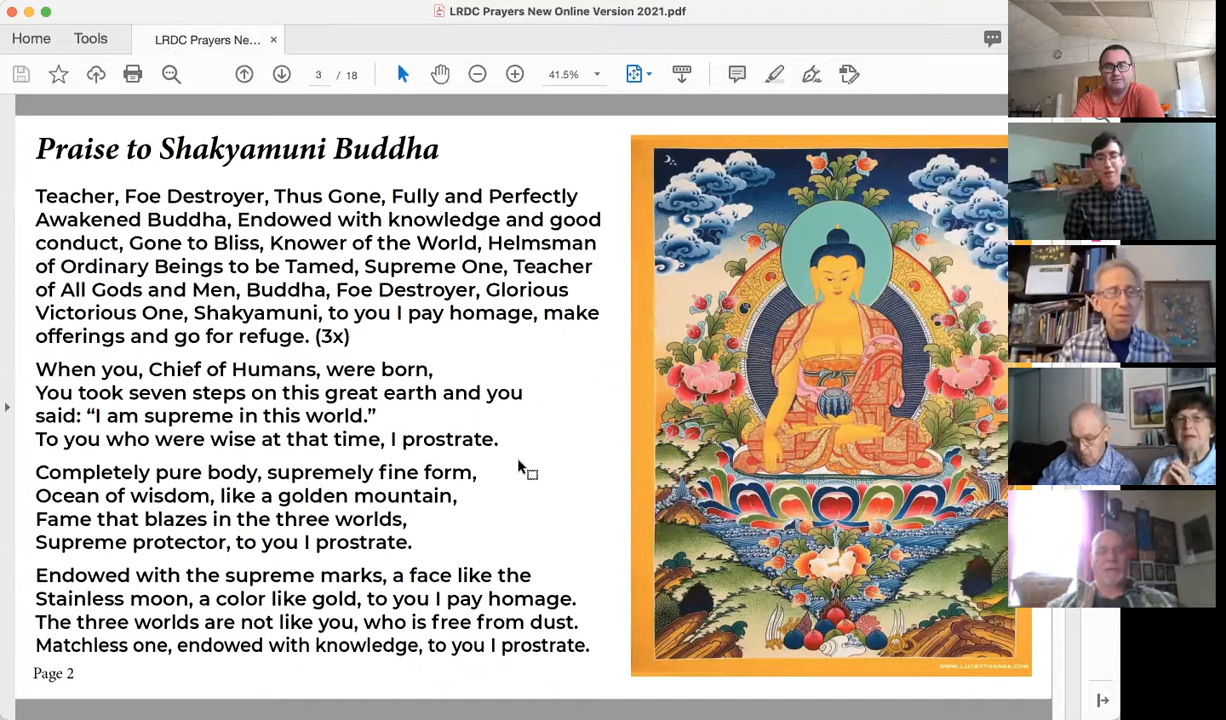 LRDC Prayers New Online Version 2021.pdf
Home
Tools
LRDC Prayers Ne... ×
3 / 18
41.5%
Praise to Shakyamuni Buddha
Teacher, Foe Destroyer, Thus Gone, Fully and Perfectly
Awakened Buddha, Endowed with knowledge and good
conduct, Gone to Bliss, Knower of the World, Helmsman
of Ordinary Beings to be Tamed, Supreme One, Teacher
of All Gods and Men, Buddha, Foe Destroyer, Glorious
Victorious One, Shakyamuni, to you I pay homage, make
offerings and go for refuge. (3x)
When you, Chief of Humans, were born,
You took seven steps on this great earth and you
said: “I am supreme in this world.”
To you who were wise at that time, I prostrate.
Completely pure body, supremely fine form,
Ocean of wisdom, like a golden mountain,
Fame that blazes in the three worlds,
Supreme protector, to you I prostrate.
Endowed with the supreme marks, a face like the
Stainless moon, a color like gold, to you I pay homage.
The three worlds are not like you, who is free from dust.
Matchless one, endowed with knowledge, to you I prostrate.
Page 2
WWW.LUCKYTHANKA.COM